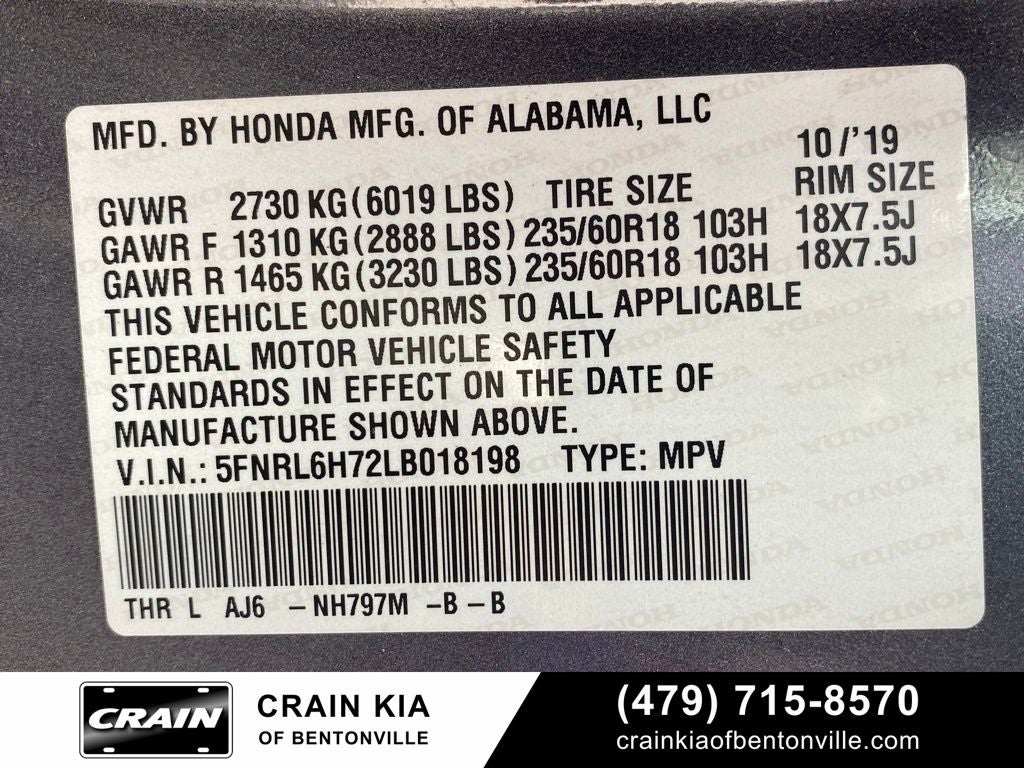 MFD. BY HONDA MFG. OF ALABAMA, LLC
10/'19
GVWR 2730 KG(6019 LBS) TIRE SIZE RIM SIZE
GAWR F 1310 KG(2888 LBS) 235/60R18 103H 18X7.5J
GAWR R 1465 KG(3230 LBS) 235/60R18 103H 18X7.5J
THIS VEHICLE CONFORMS TO ALL APPLICABLE
FEDERAL MOTOR VEHICLE SAFETY
STANDARDS IN EFFECT ON THE DATE OF
MANUFACTURE SHOWN ABOVE.
V.I.N.: 5FNRL6H72LB018198 TYPE: MPV
THR L AJ6 – NH797M –B – B
CRAIN
CRAIN KIA
OF BENTONVILLE
(479) 715-8570
crainkiaofbentonville.com